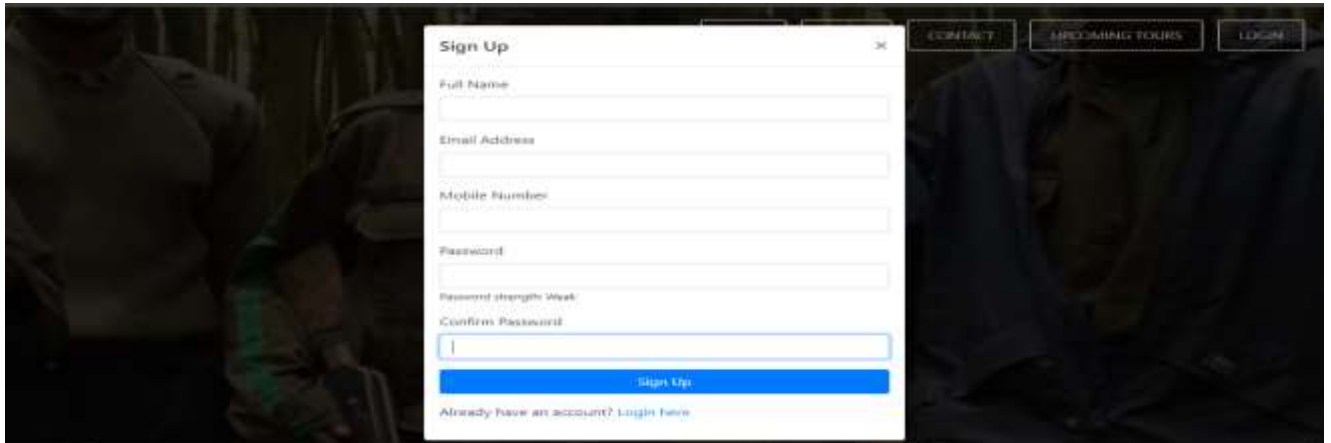 CONTACT
UPCOMING TOURS
LOGIN
Sign Up
×
Full Name
Email Address
Mobile Number
Password
Password strength: Weak
Confirm Password
Sign Up
Already have an account? Login here